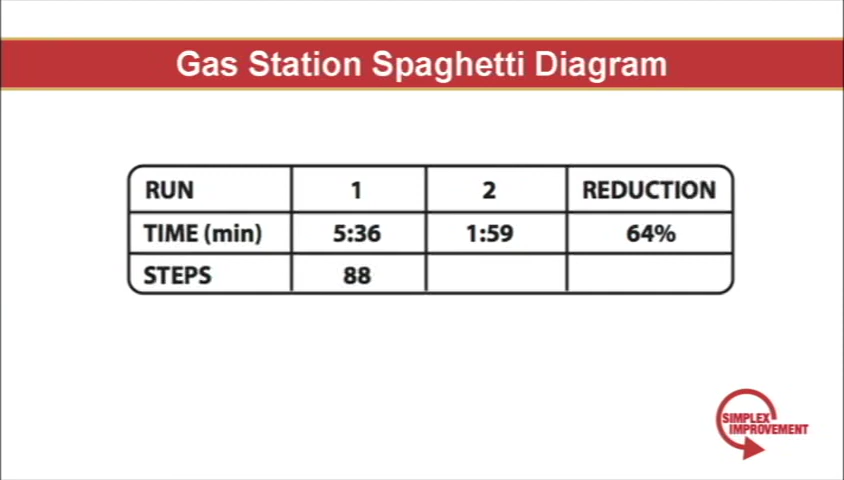 Gas Station Spaghetti Diagram
RUN 1 2 REDUCTION
TIME (min) 5:36 1:59 64%
STEPS 88
SIMPLEX
IMPROVEMENT